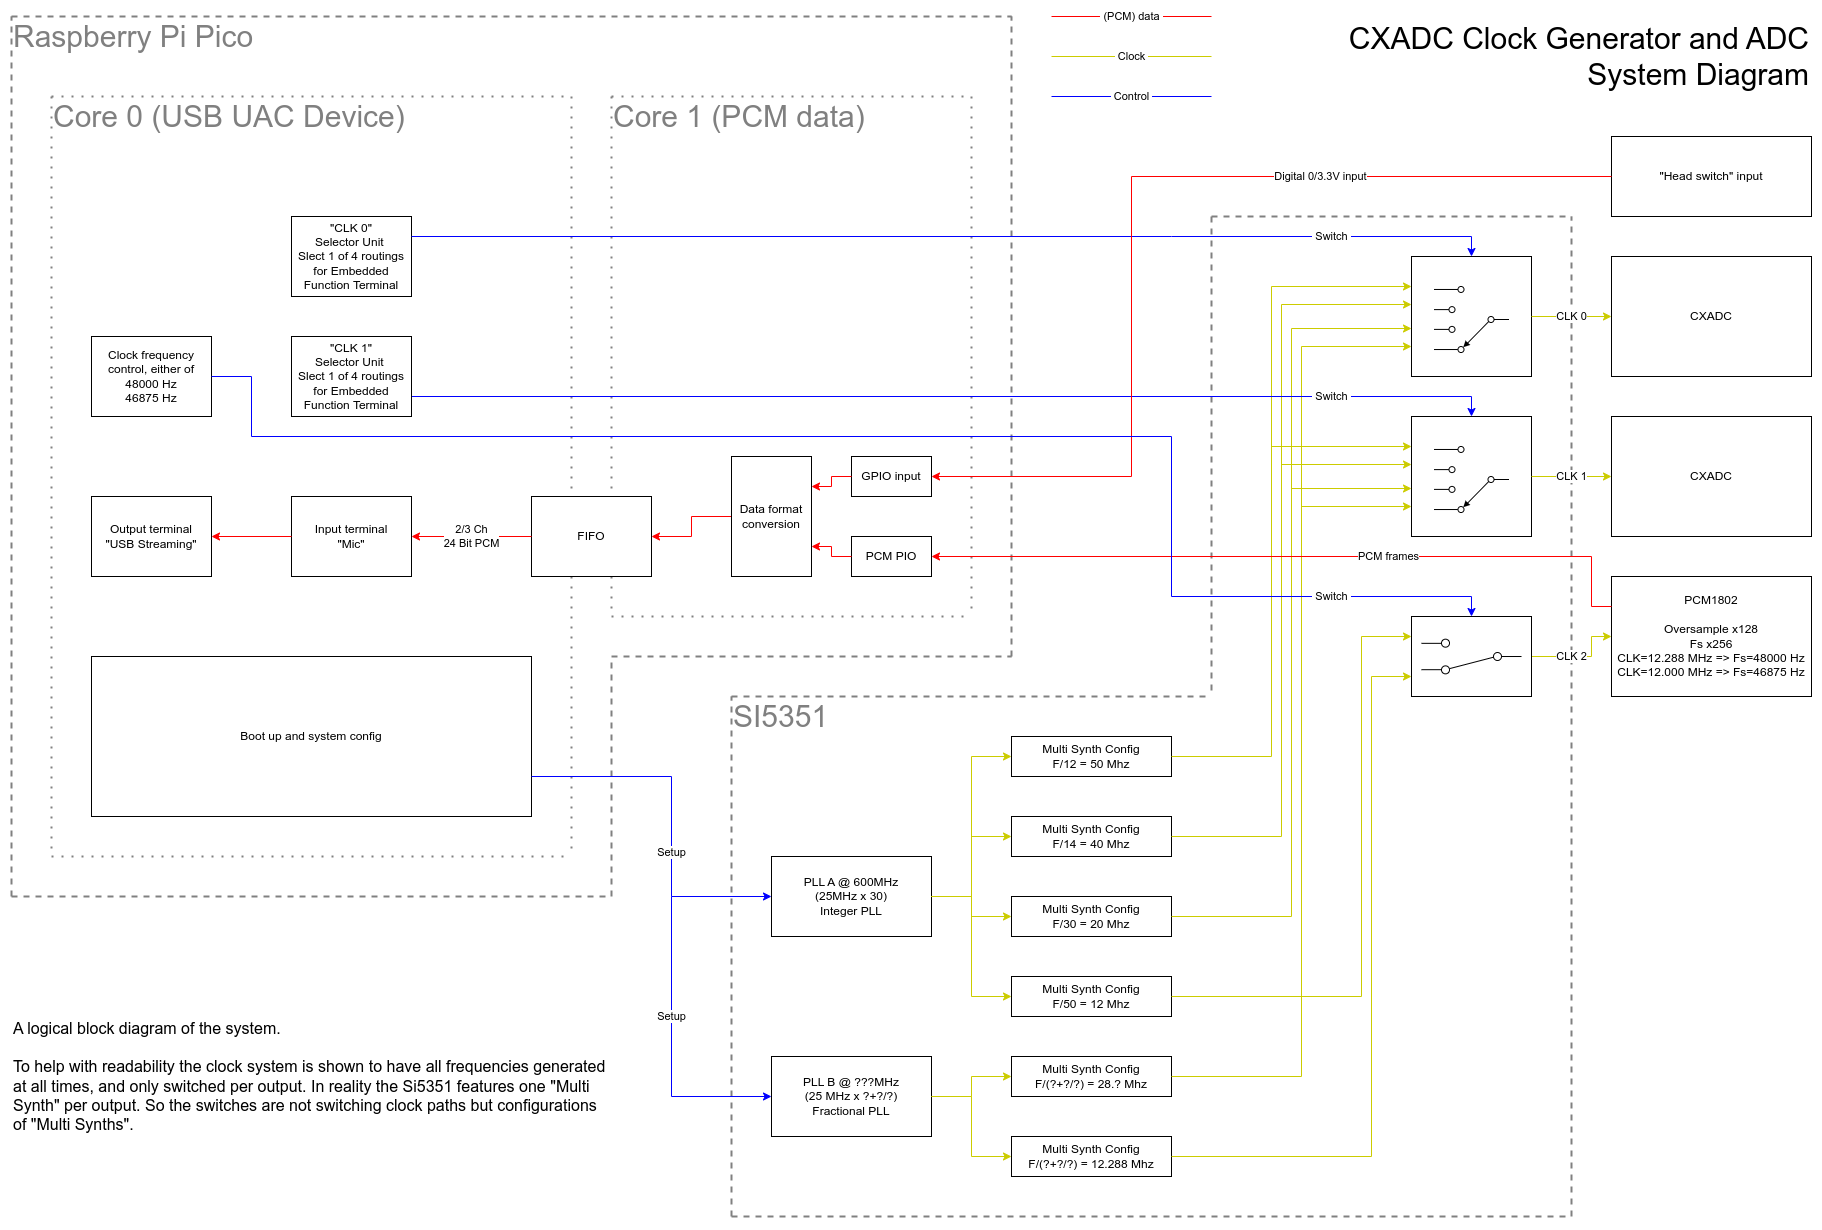 Raspberry Pi Pico
(PCM) data
Clock
Control
CXADC Clock Generator and ADC
System Diagram
Core 0 (USB UAC Device)
Core 1 (PCM data)
Digital 0/3.3V input
"Head switch" input
"CLK 0"
Selector Unit
Slect 1 of 4 routings
for Embedded
Function Terminal
Switch
CLK 0
CXADC
Clock frequency
control, either of
48000 Hz
46875 Hz
"CLK 1"
Selector Unit
Slect 1 of 4 routings
for Embedded
Function Terminal
Switch
CLK 1
CXADC
Output terminal
"USB Streaming"
Input terminal
"Mic"
2/3 Ch
24 Bit PCM
FIFO
Data format
conversion
GPIO input
PCM PIO
PCM frames
Switch
CLK 2
PCM1802
Oversample x128
Fs x256
CLK=12.288 MHz => Fs=48000 Hz
CLK=12.000 MHz => Fs=46875 Hz
Boot up and system config
SI5351
Setup
Setup
PLL A @ 600MHz
(25MHz x 30)
Integer PLL
Multi Synth Config
F/12 = 50 Mhz
Multi Synth Config
F/14 = 40 Mhz
Multi Synth Config
F/30 = 20 Mhz
Multi Synth Config
F/50 = 12 Mhz
PLL B @ ???MHz
(25 MHz x ?+?/?)
Fractional PLL
Multi Synth Config
F/(?+?/?) = 28.? Mhz
Multi Synth Config
F/(?+?/?) = 12.288 Mhz
A logical block diagram of the system.
To help with readability the clock system is shown to have all frequencies generated
at all times, and only switched per output. In reality the Si5351 features one "Multi
Synth" per output. So the switches are not switching clock paths but configurations
of "Multi Synths".